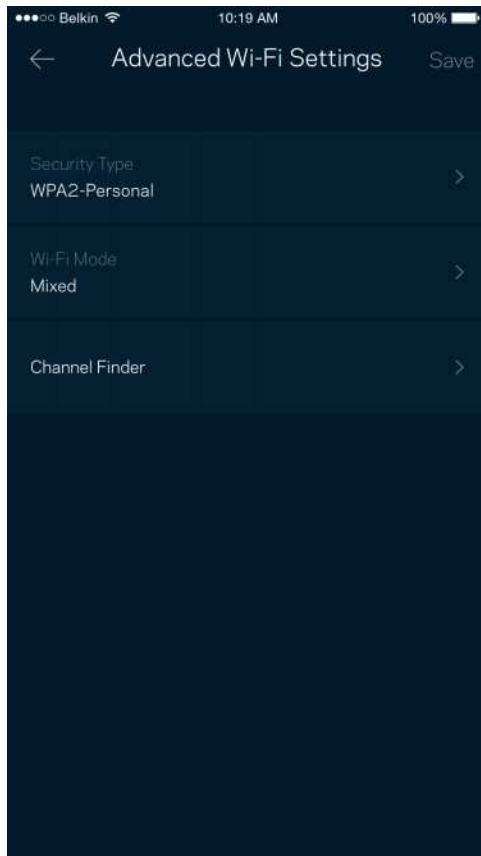 Belkin 10:19 AM 100%
Advanced Wi-Fi Settings Save
Security Type
WPA2-Personal
Wi-Fi Mode
Mixed
Channel Finder